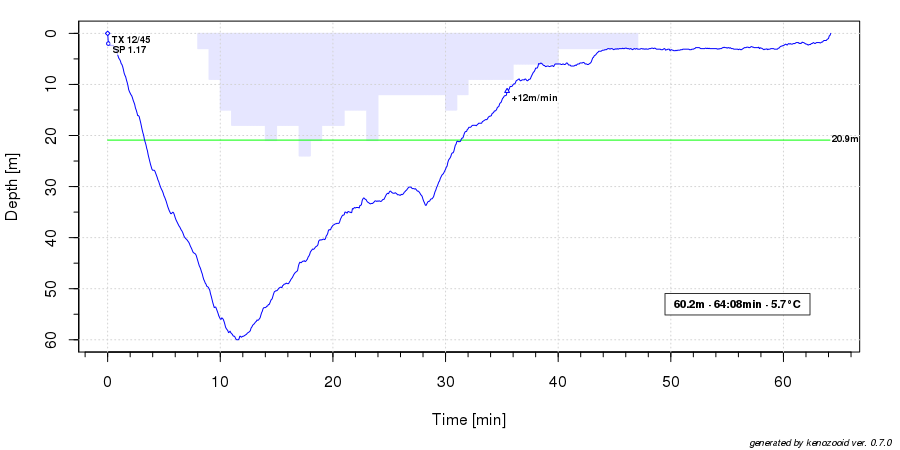 TX 12/45
SP 1.17
0
10
20
30
40
50
60
Depth [m]
+12m/min
20.9m
60.2m - 64:08min - 5.7°C
0 10 20 30 40 50 60
Time [min]
generated by kenozooid ver. 0.7.0